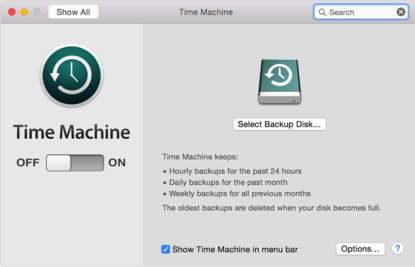 Show All
Time Machine
Search
Time Machine
OFF ON
Select Backup Disk...
Time Machine keeps:
• Hourly backups for the past 24 hours
• Daily backups for the past month
• Weekly backups for all previous months
The oldest backups are deleted when your disk becomes full.
Show Time Machine in menu bar
Options...
?